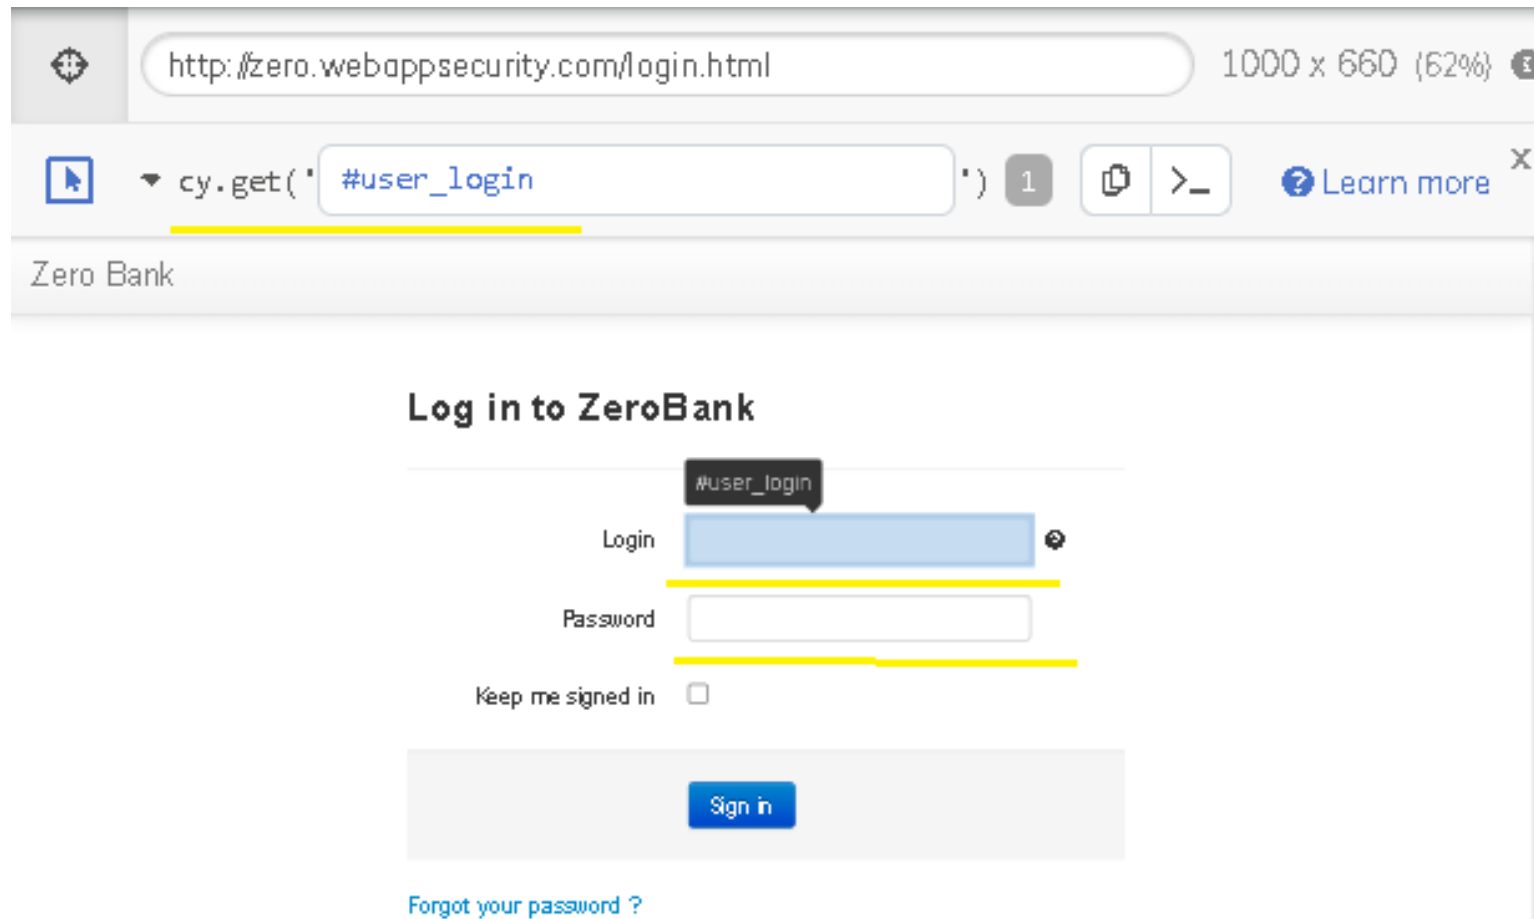 http://zero.webappsecurity.com/login.html 1000 x 660 (62%)
cy.get(' #user_login ') 1 >_ Learn more X
Zero Bank
Log in to ZeroBank
#user_login
Login
Password
Keep me signed in
Sign in
Forgot your password ?